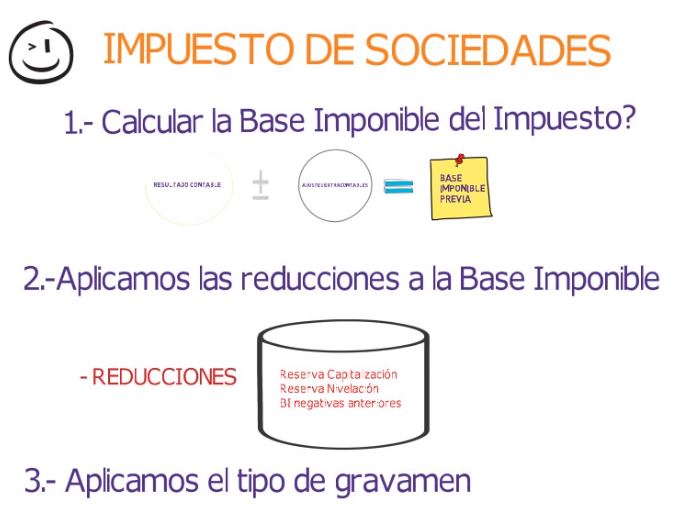 IMPUESTO DE SOCIEDADES
1.- Calcular la Base Imponible del Impuesto?
RESULTADO CONTABLE
±
AJUSTES EXTRACONTABLES
=
BASE
IMPONIBLE
PREVIA
2.-Aplicamos las reducciones a la Base Imponible
- REDUCCIONES
Reserva Capitalización
Reserva Nivelación
BI negativas anteriores
3.- Aplicamos el tipo de gravamen